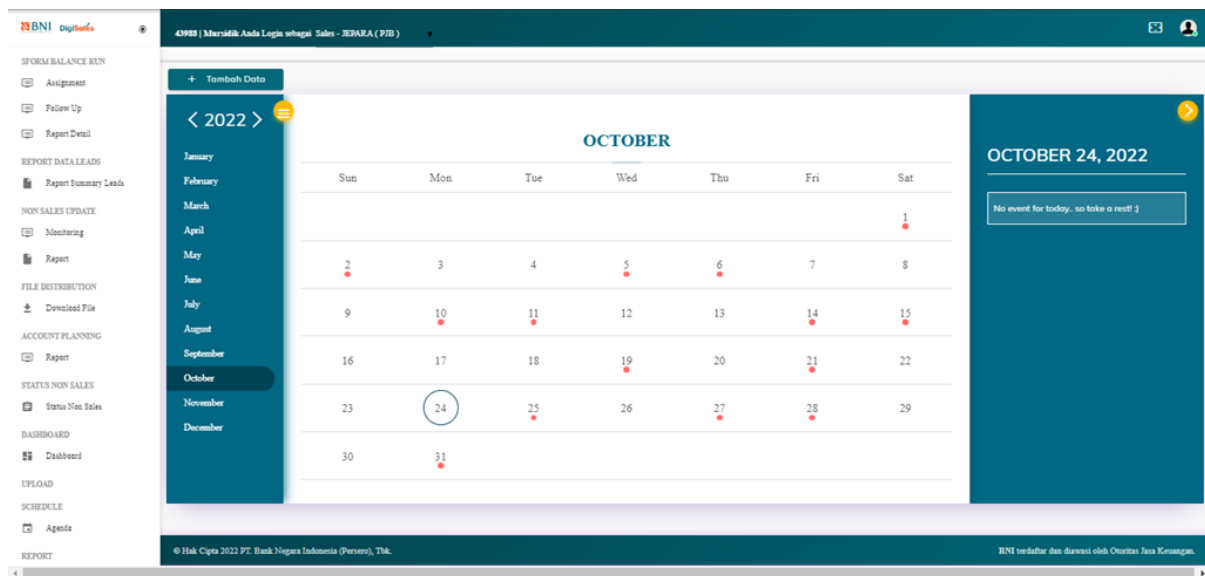 BNI DigiSales
43988 | Mursidik Anda Login sebagai Sales - JEPARA ( PJB )
SFORM BALANCE RUN
Assignment
Follow Up
Report Detail
REPORT DATA LEADS
Report Summary Leads
NON SALES UPDATE
Monitoring
Report
FILE DISTRIBUTION
Download File
ACCOUNT PLANNING
Report
STATUS NON SALES
Status Non Sales
DASHBOARD
Dashboard
UPLOAD
SCHEDULE
Agenda
REPORT
+ Tambah Data
< 2022 >
January
February
March
April
May
June
July
August
September
October
November
December
OCTOBER
Sun Mon Tue Wed Thu Fri Sat
1
2 3 4 5 6 7 8
9 10 11 12 13 14 15
16 17 18 19 20 21 22
23 24 25 26 27 28 29
30 31
OCTOBER 24, 2022
No event for today.. so take a rest! :)
© Hak Cipta 2022 PT. Bank Negara Indonesia (Persero), Tbk.
BNI terdaftar dan diawasi oleh Otoritas Jasa Keuangan.